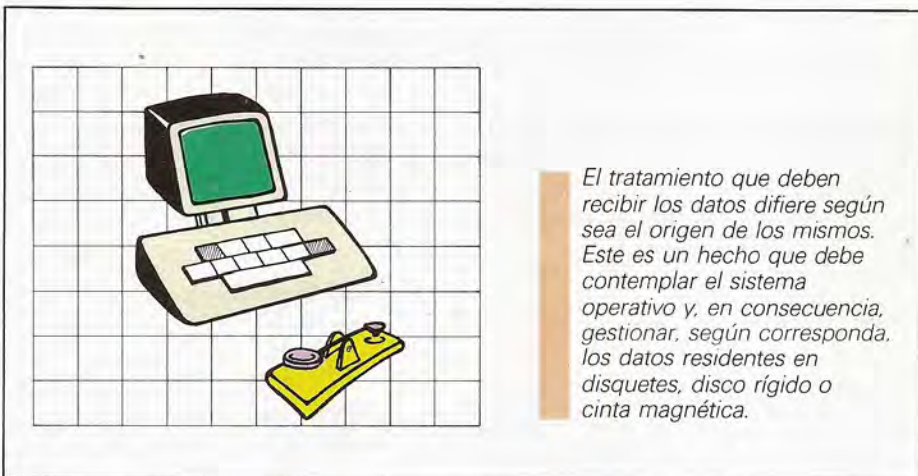 El tratamiento que deben
recibir los datos difiere según
sea el origen de los mismos.
Este es un hecho que debe
contemplar el sistema
operativo y, en consecuencia,
gestionar, según corresponda,
los datos residentes en
disquetes, disco rígido o
cinta magnética.